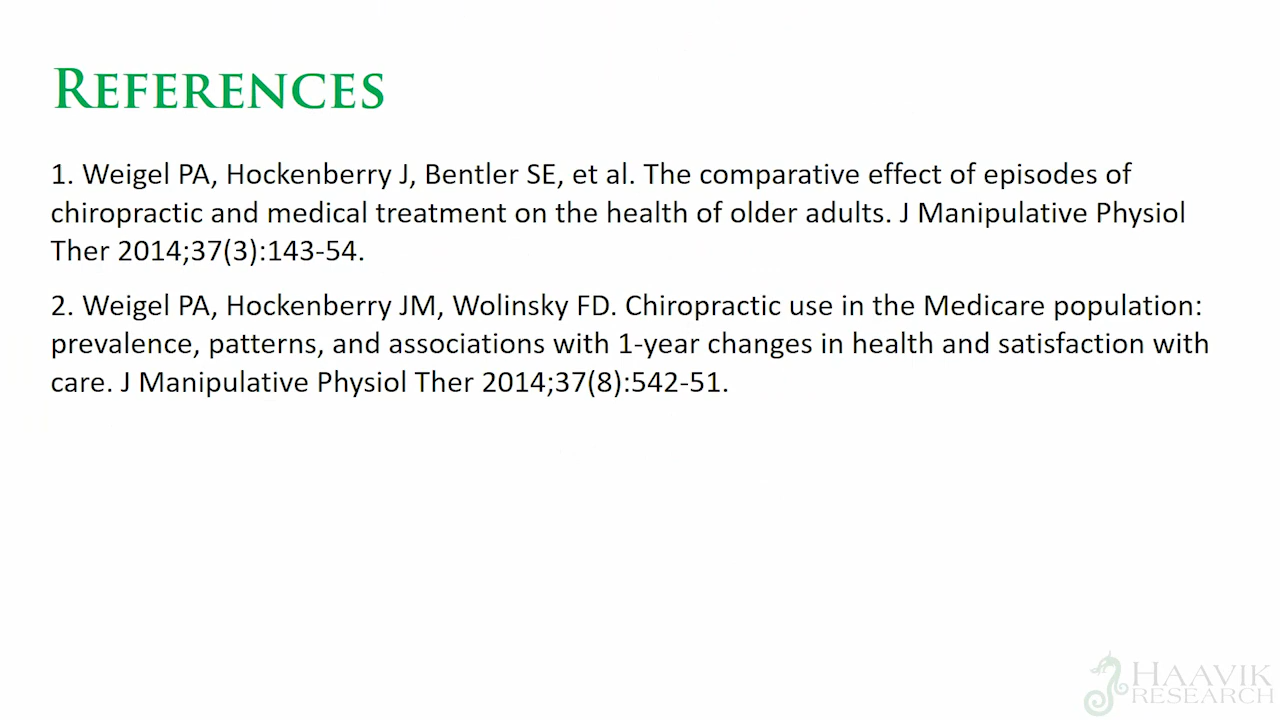 REFERENCES
1. Weigel PA, Hockenberry J, Bentler SE, et al. The comparative effect of episodes of
chiropractic and medical treatment on the health of older adults. J Manipulative Physiol
Ther 2014;37(3):143-54.
2. Weigel PA, Hockenberry JM, Wolinsky FD. Chiropractic use in the Medicare population:
prevalence, patterns, and associations with 1-year changes in health and satisfaction with
care. J Manipulative Physiol Ther 2014;37(8):542-51.
HAAVIK
RESEARCH